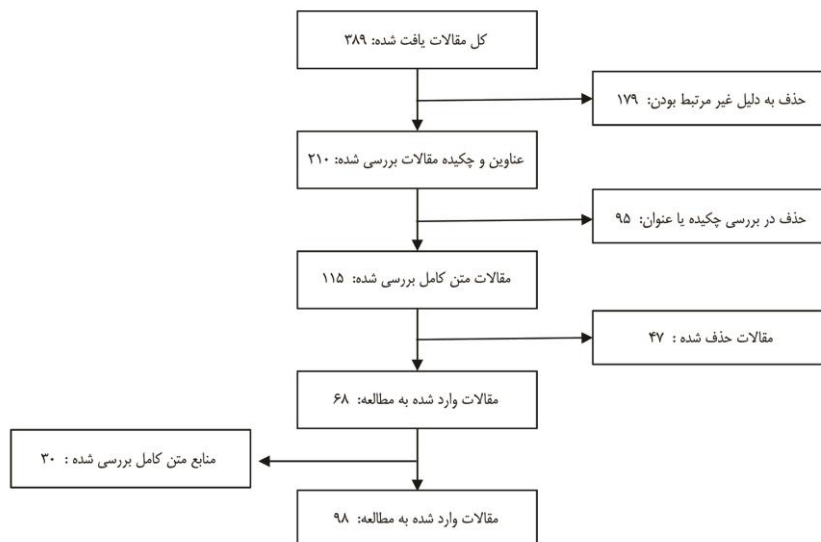 کل مقالات یافت شده: ۳۸۹
حذف به دلیل غیر مرتبط بودن: ۱۷۹
عناوین و چکیده مقالات بررسی شده: ۲۱۰
حذف در بررسی چکیده یا عنوان: ۹۵
مقالات متن کامل بررسی شده: ۱۱۵
مقالات حذف شده : ۴۷
مقالات وارد شده به مطالعه: ۶۸
منابع متن کامل بررسی شده : ۳۰
مقالات وارد شده به مطالعه: ۹۸